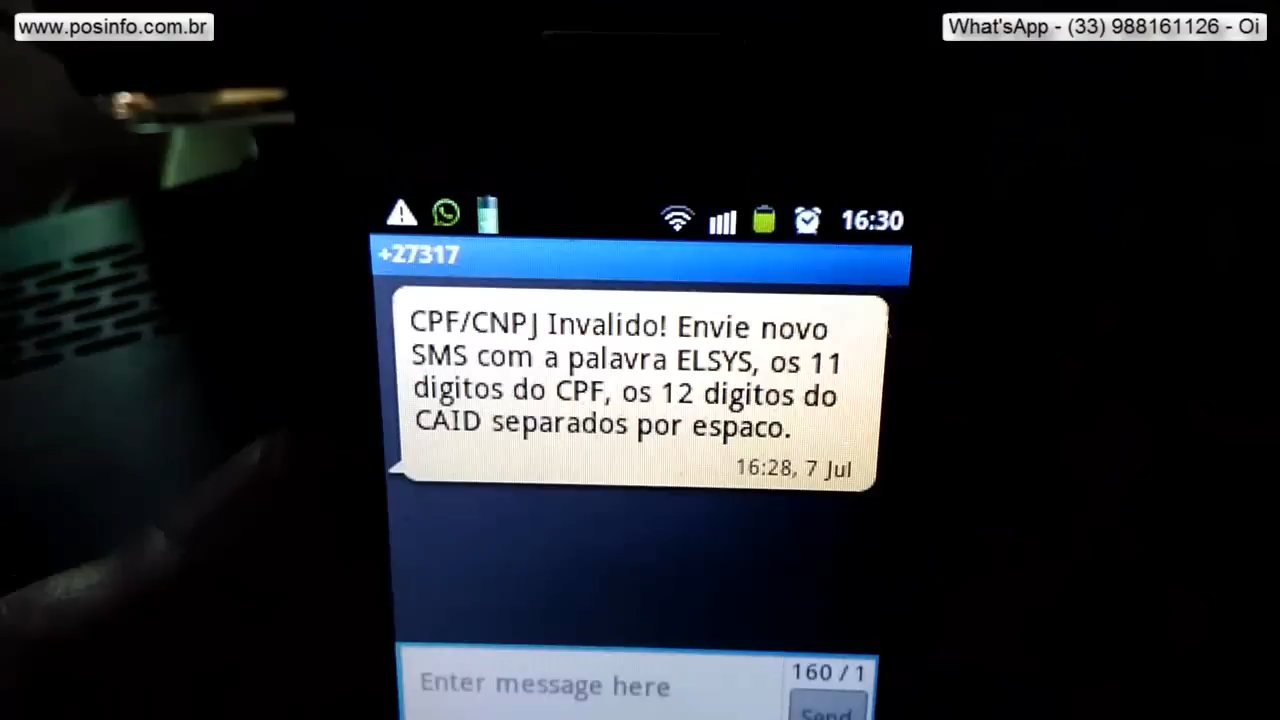 www.posinfo.com.br
What'sApp - (33) 988161126 - Oi
16:30
+27317
CPF/CNPJ Invalido! Envie novo
SMS com a palavra ELSYS, os 11
digitos do CPF, os 12 digitos do
CAID separados por espaco.
16:28, 7 Jul
160 / 1
Enter message here
Send